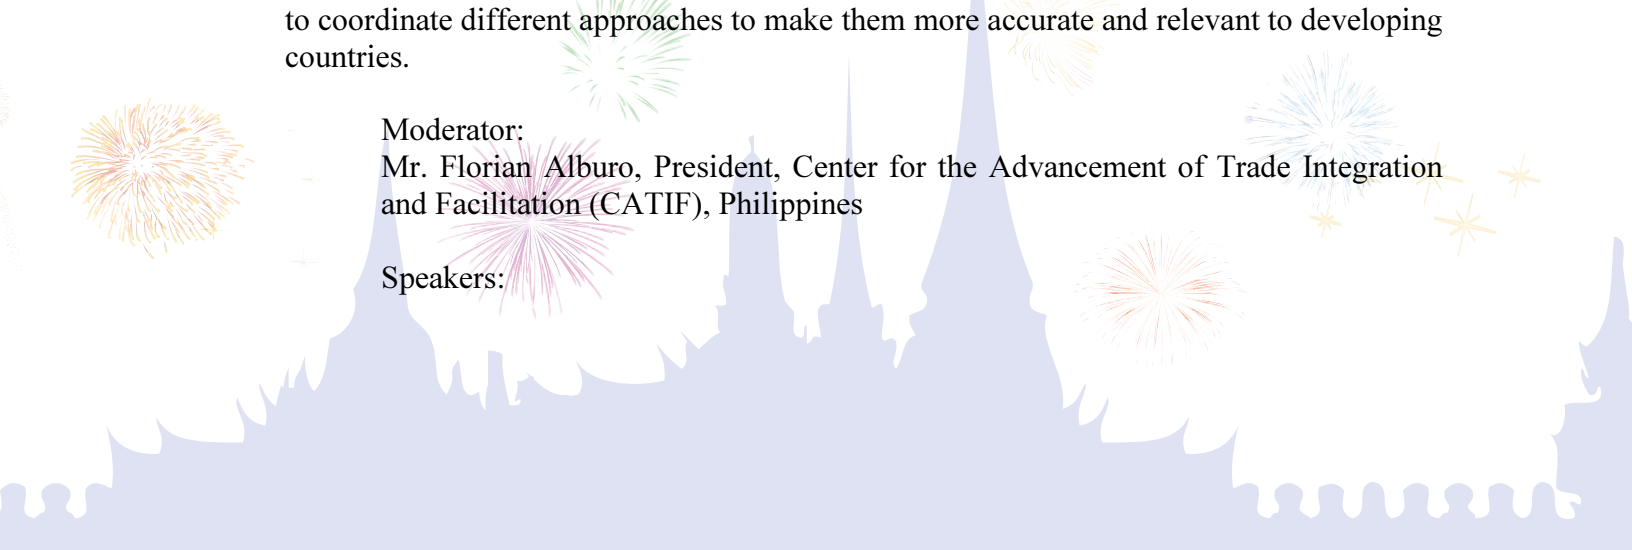 to coordinate different approaches to make them more accurate and relevant to developing
countries.
Moderator:
Mr. Florian Alburo, President, Center for the Advancement of Trade Integration
and Facilitation (CATIF), Philippines
Speakers: